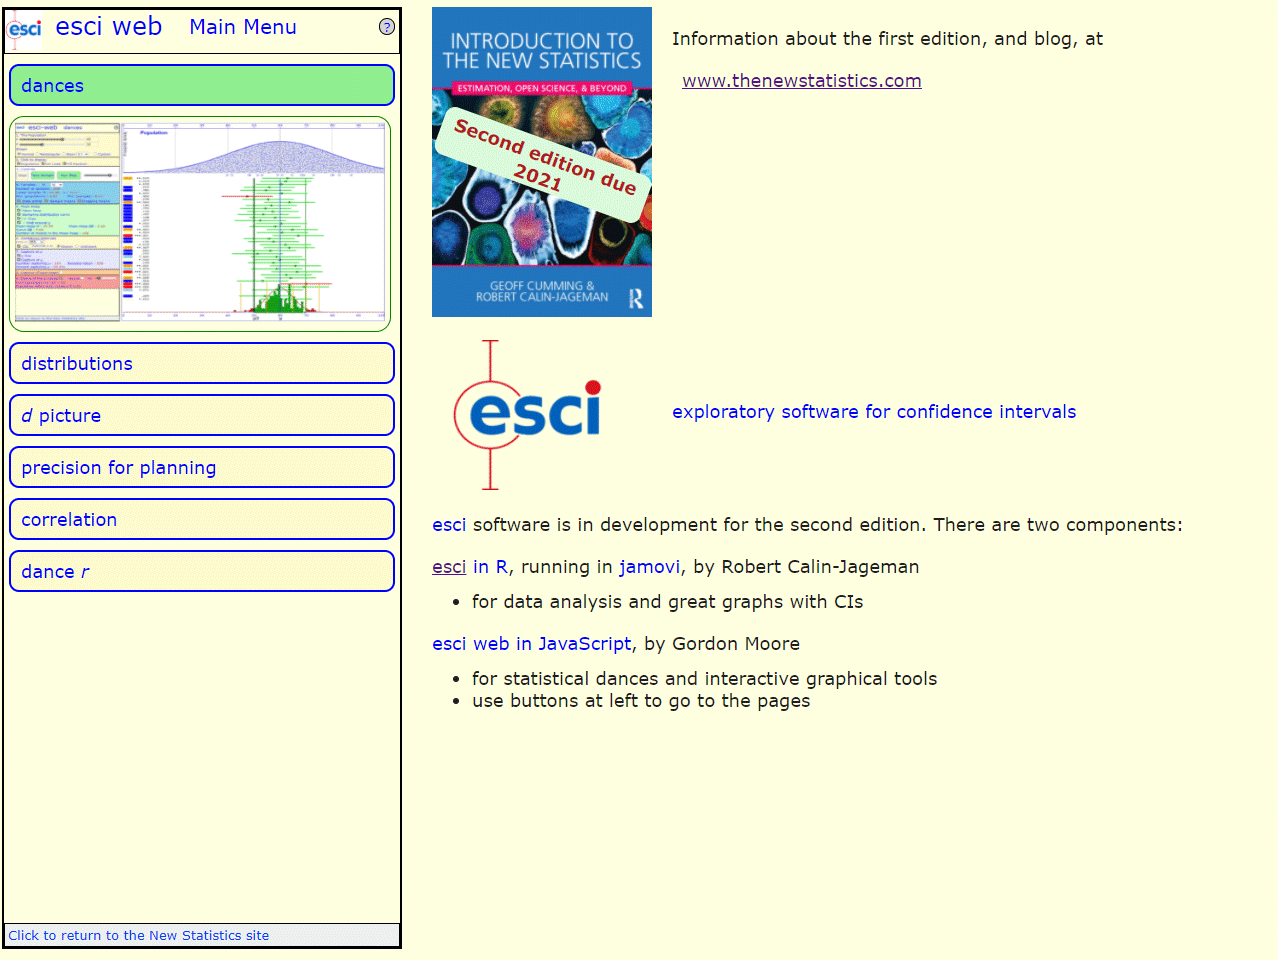 esci
esci web
Main Menu
?
dances
esci-web
dances
Population
distributions
d picture
precision for planning
correlation
dance r
Click to return to the New Statistics site
INTRODUCTION TO
THE NEW STATISTICS
ESTIMATION, OPEN SCIENCE, & BEYOND
Second edition due
2021
GEOFF CUMMING &
ROBERT CALIN-JAGEMAN
R
Information about the first edition, and blog, at
www.thenewstatistics.com
esci
exploratory software for confidence intervals
esci software is in development for the second edition. There are two components:
esci in R, running in jamovi, by Robert Calin-Jageman
• for data analysis and great graphs with CIs
esci web in JavaScript, by Gordon Moore
• for statistical dances and interactive graphical tools
• use buttons at left to go to the pages